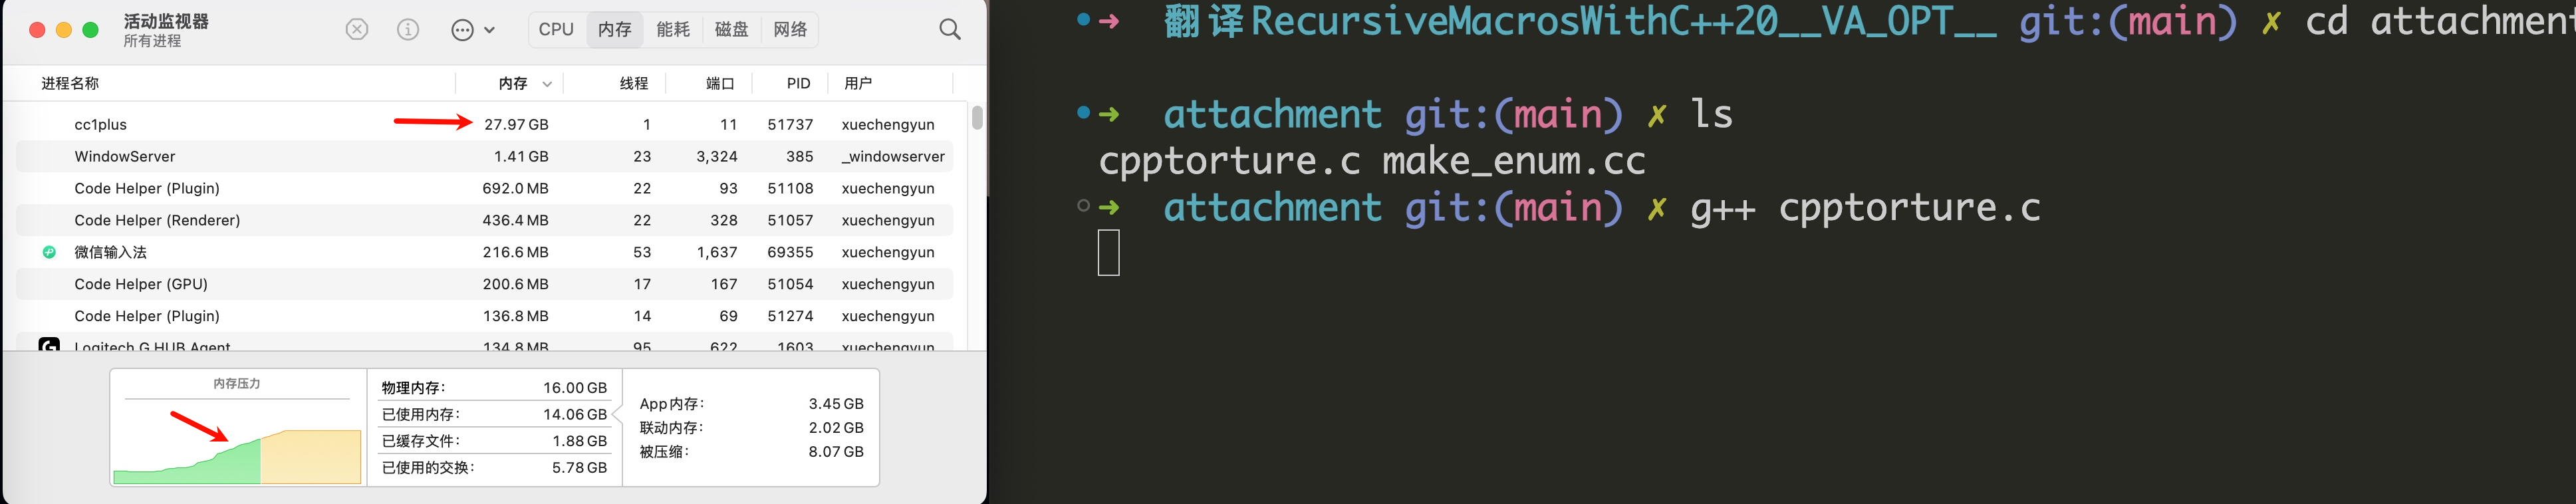 活动监视器
所有进程
CPU 内存 能耗 磁盘 网络
进程名称 内存 线程 端口 PID 用户
cc1plus 27.97 GB 1 11 51737 xuechengyun
WindowServer 1.41 GB 23 3,324 385 _windowserver
Code Helper (Plugin) 692.0 MB 22 93 51108 xuechengyun
Code Helper (Renderer) 436.4 MB 22 328 51057 xuechengyun
微信输入法 216.6 MB 53 1,637 69355 xuechengyun
Code Helper (GPU) 200.6 MB 17 167 51054 xuechengyun
Code Helper (Plugin) 136.8 MB 14 69 51274 xuechengyun
Logitech G HUB Agent 134.8 MB 95 622 1603 xuechengyun
内存压力
物理内存: 16.00 GB
已使用内存: 14.06 GB
已缓存文件: 1.88 GB
已使用的交换: 5.78 GB
App内存: 3.45 GB
联动内存: 2.02 GB
被压缩: 8.07 GB
➜ 翻译RecursiveMacrosWithC++20__VA_OPT__ git:(main) ✗ cd attachment
➜ attachment git:(main) ✗ ls
cpptorture.c make_enum.cc
➜ attachment git:(main) ✗ g++ cpptorture.c